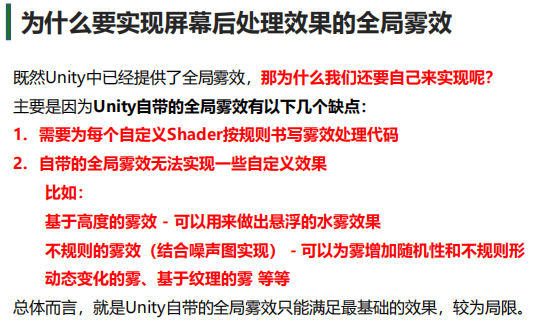 为什么要实现屏幕后处理效果的全局雾效
既然Unity中已经提供了全局雾效，那为什么我们还要自己来实现呢？
主要是因为Unity自带的全局雾效有以下几个缺点：
1. 需要为每个自定义Shader按规则书写雾效处理代码
2. 自带的全局雾效无法实现一些自定义效果
比如：
基于高度的雾效 - 可以用来做出悬浮的水雾效果
不规则的雾效（结合噪声图实现） - 可以为雾增加随机性和不规则形
动态变化的雾、基于纹理的雾 等等
总体而言，就是Unity自带的全局雾效只能满足最基础的效果，较为局限。